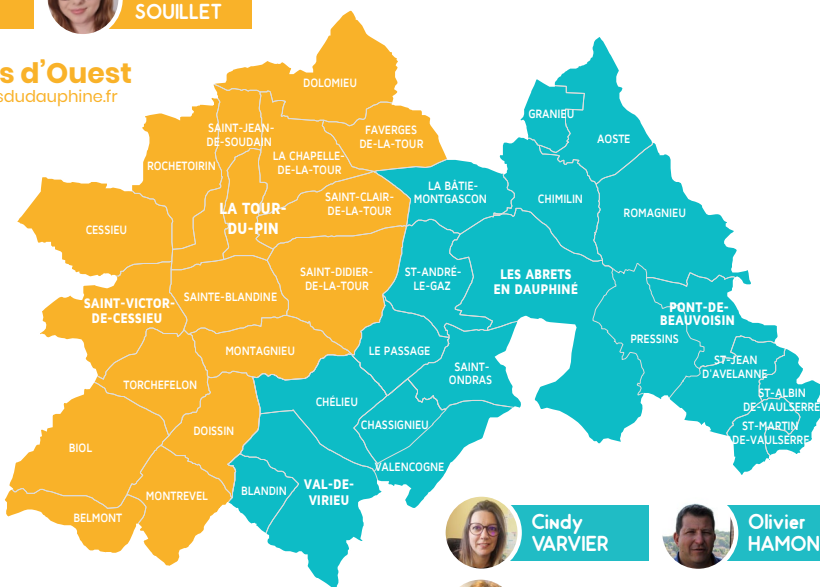 SOUILLET
s d'Ouest
sdudauphine.fr
DOLOMIEU
GRANIEU
AOSTE
SAINT-JEAN-
DE-SOUDAIN
FAVERGES
DE-LA-TOUR
ROCHETOIRIN
LA CHAPELLE-
DE-LA-TOUR
LA BÂTIE-
MONTGASCON
CHIMILIN
ROMAGNIEU
SAINT-CLAIR-
DE-LA-TOUR
LA TOUR-
DU-PIN
CESSIEU
SAINT-DIDIER-
DE-LA-TOUR
ST-ANDRÉ-
LE-GAZ
LES ABRETS
EN DAUPHINÉ
SAINT-VICTOR-
DE-CESSIEU
SAINTE-BLANDINE
PONT-DE-
BEAUVOISIN
PRESSINS
MONTAGNIEU
LE PASSAGE
SAINT-
ONDRAS
ST-JEAN
D'AVELANNE
TORCHEFELON
CHÉLIEU
ST-ALBIN
DE-VAULSERRE
CHASSIGNIEU
ST-MARTIN
DE-VAULSERRE
DOISSIN
BIOL
VALENCOGNE
MONTREVEL
BLANDIN
VAL-DE-
VIRIEU
BELMONT
Cindy
VARVIER
Olivier
HAMON